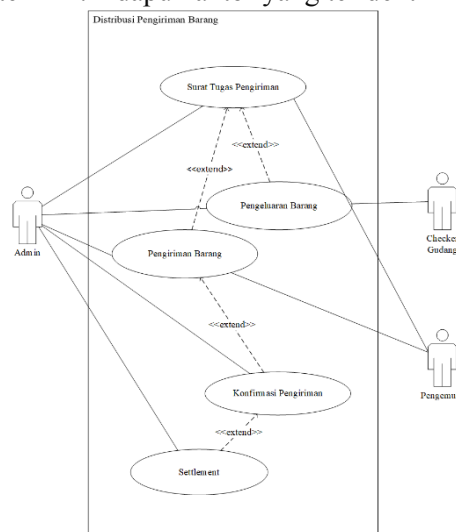 Distribusi Pengiriman Barang
Surat Tugas Pengiriman
<<extend>>
<<extend>>
Pengeluaran Barang
Admin
Checker
Gudang
Pengiriman Barang
<<extend>>
Konfirmasi Pengiriman
<<extend>>
Settlement